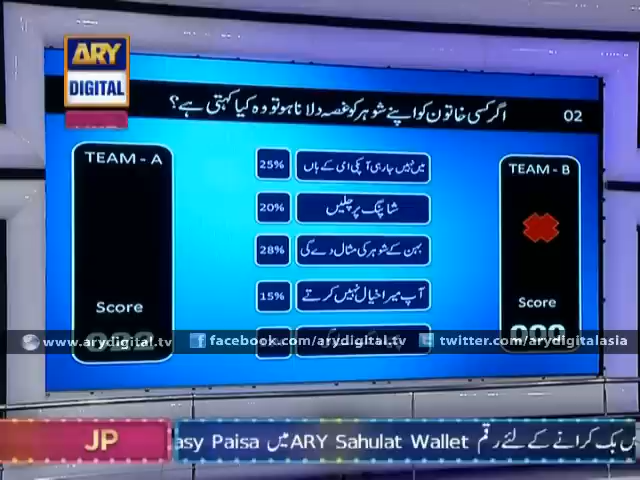 ARY
DIGITAL
اگر کسی خاتون کو اپنے شوہر کو غصہ دلانا ہو تو وہ کیا کہتی ہے؟
02
TEAM - A
Score
25%
میں نہیں جا رہی آپکی امی کے ہاں
20%
شاپنگ پر چلیں
28%
بہن کے شوہر کی مثال دے گی
15%
آپ میرا خیال نہیں کرتے
TEAM - B
Score
000
www.arydigital.tv
facebook.com/arydigital.tv
twitter.com/arydigitalasia
JP
بک کرانے کے لئے رقم ARY Sahulat Wallet میں asy Paisa